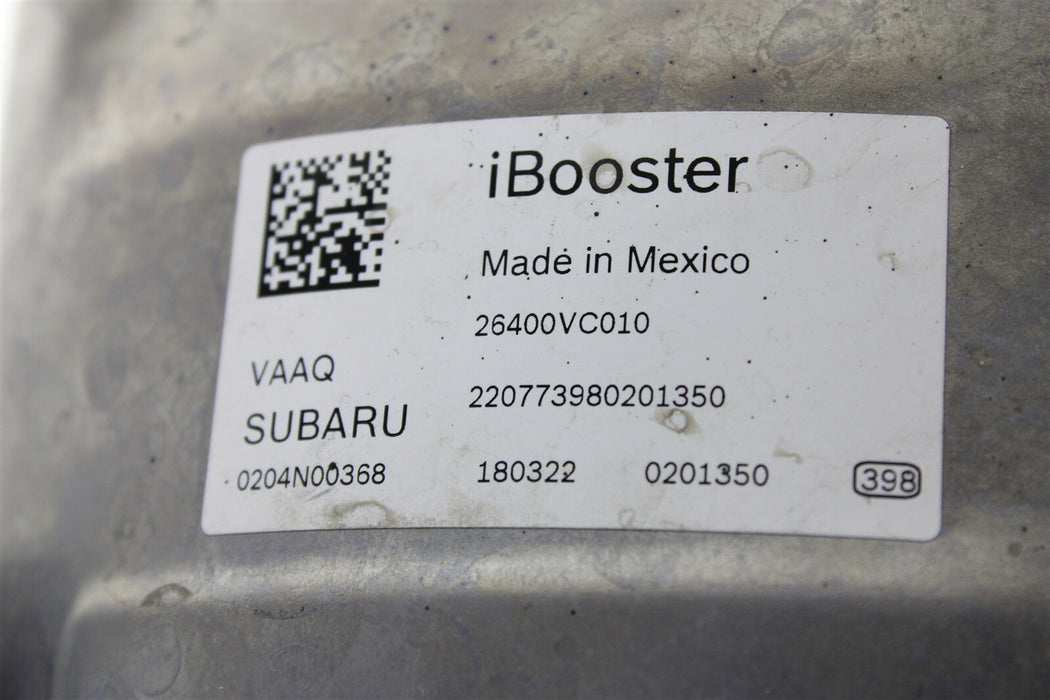 iBooster
Made in Mexico
26400VC010
VAAQ
220773980201350
SUBARU
0204N00368 180322 0201350 398